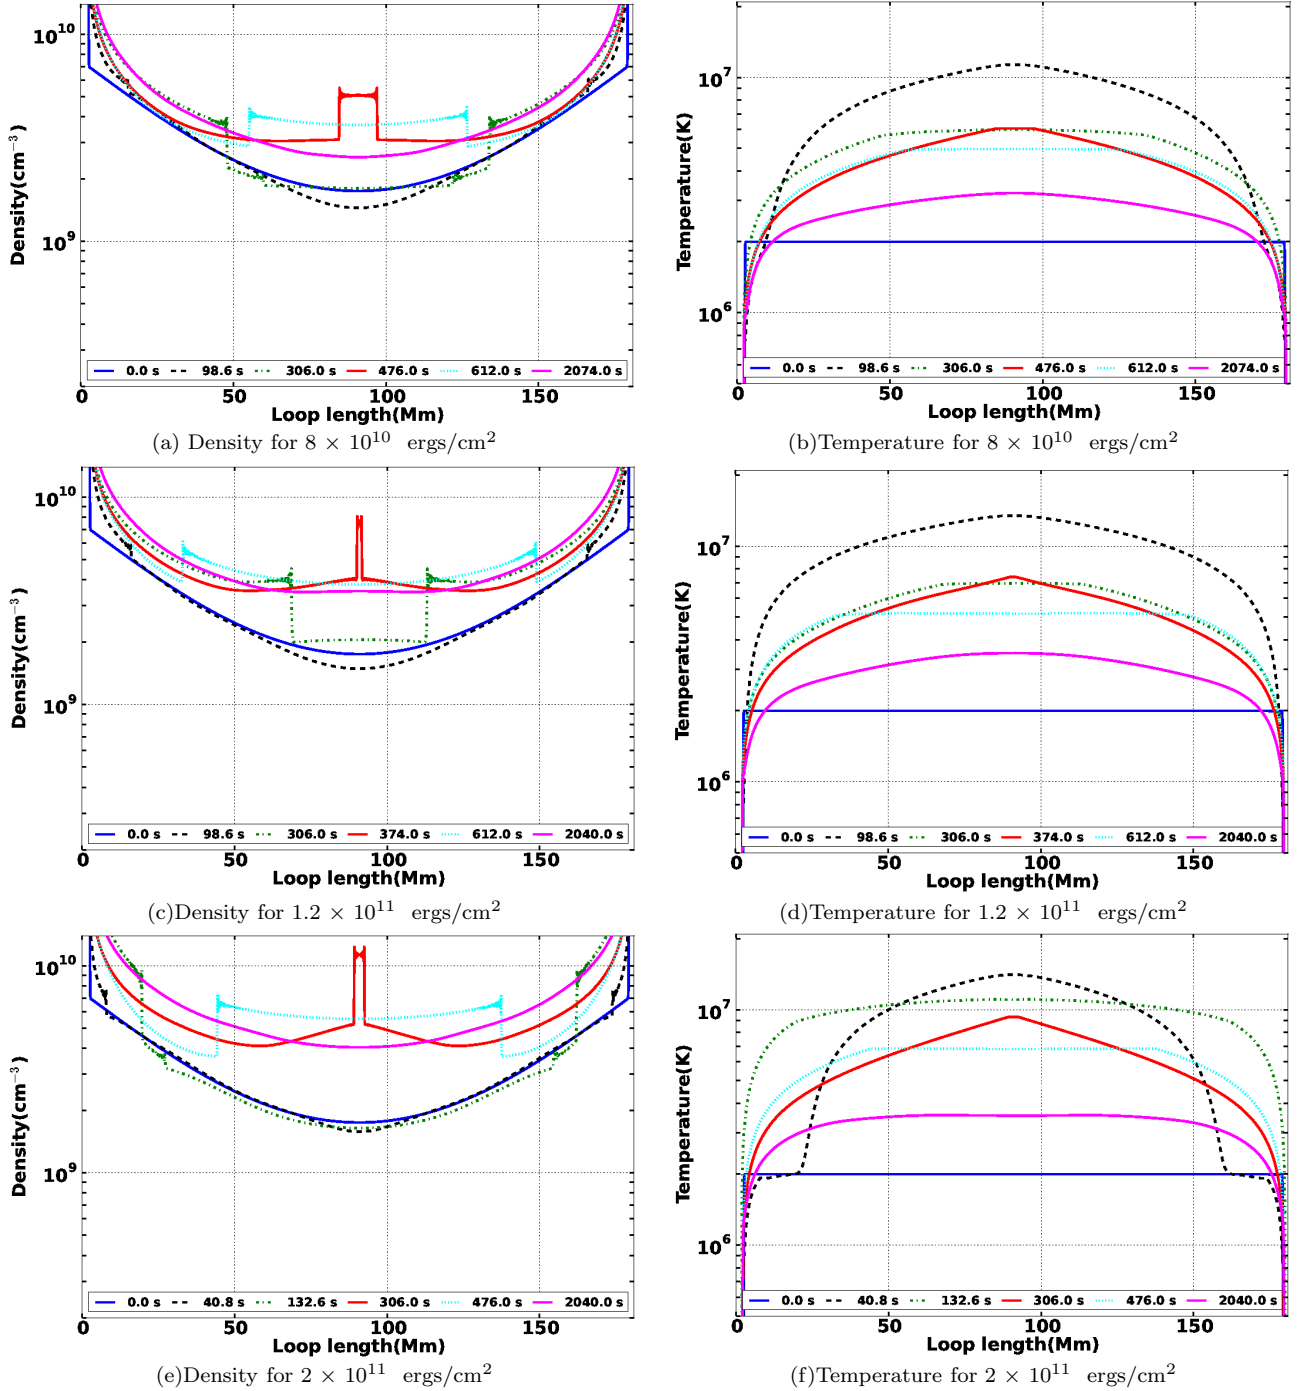 10^10
10^9
Density(cm^−3)
0.0 s 98.6 s 306.0 s 476.0 s 612.0 s 2074.0 s
0 50 100 150
Loop length(Mm)
(a) Density for 8 × 10^10 ergs/cm^2
10^7
10^6
Temperature(K)
0.0 s 98.6 s 306.0 s 476.0 s 612.0 s 2074.0 s
0 50 100 150
Loop length(Mm)
(b)Temperature for 8 × 10^10 ergs/cm^2
10^10
10^9
Density(cm^−3)
0.0 s 98.6 s 306.0 s 374.0 s 612.0 s 2040.0 s
0 50 100 150
Loop length(Mm)
(c)Density for 1.2 × 10^11 ergs/cm^2
10^7
10^6
Temperature(K)
0.0 s 98.6 s 306.0 s 374.0 s 612.0 s 2040.0 s
0 50 100 150
Loop length(Mm)
(d)Temperature for 1.2 × 10^11 ergs/cm^2
10^10
10^9
Density(cm^−3)
0.0 s 40.8 s 132.6 s 306.0 s 476.0 s 2040.0 s
0 50 100 150
Loop length(Mm)
(e)Density for 2 × 10^11 ergs/cm^2
10^7
10^6
Temperature(K)
0.0 s 40.8 s 132.6 s 306.0 s 476.0 s 2040.0 s
0 50 100 150
Loop length(Mm)
(f)Temperature for 2 × 10^11 ergs/cm^2